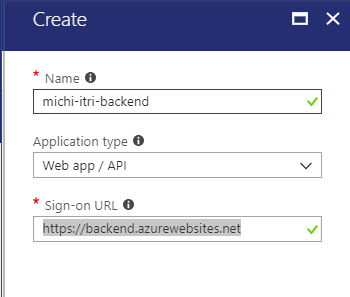 Create
* Name
michi-itri-backend
Application type
Web app / API
* Sign-on URL
https://backend.azurewebsites.net